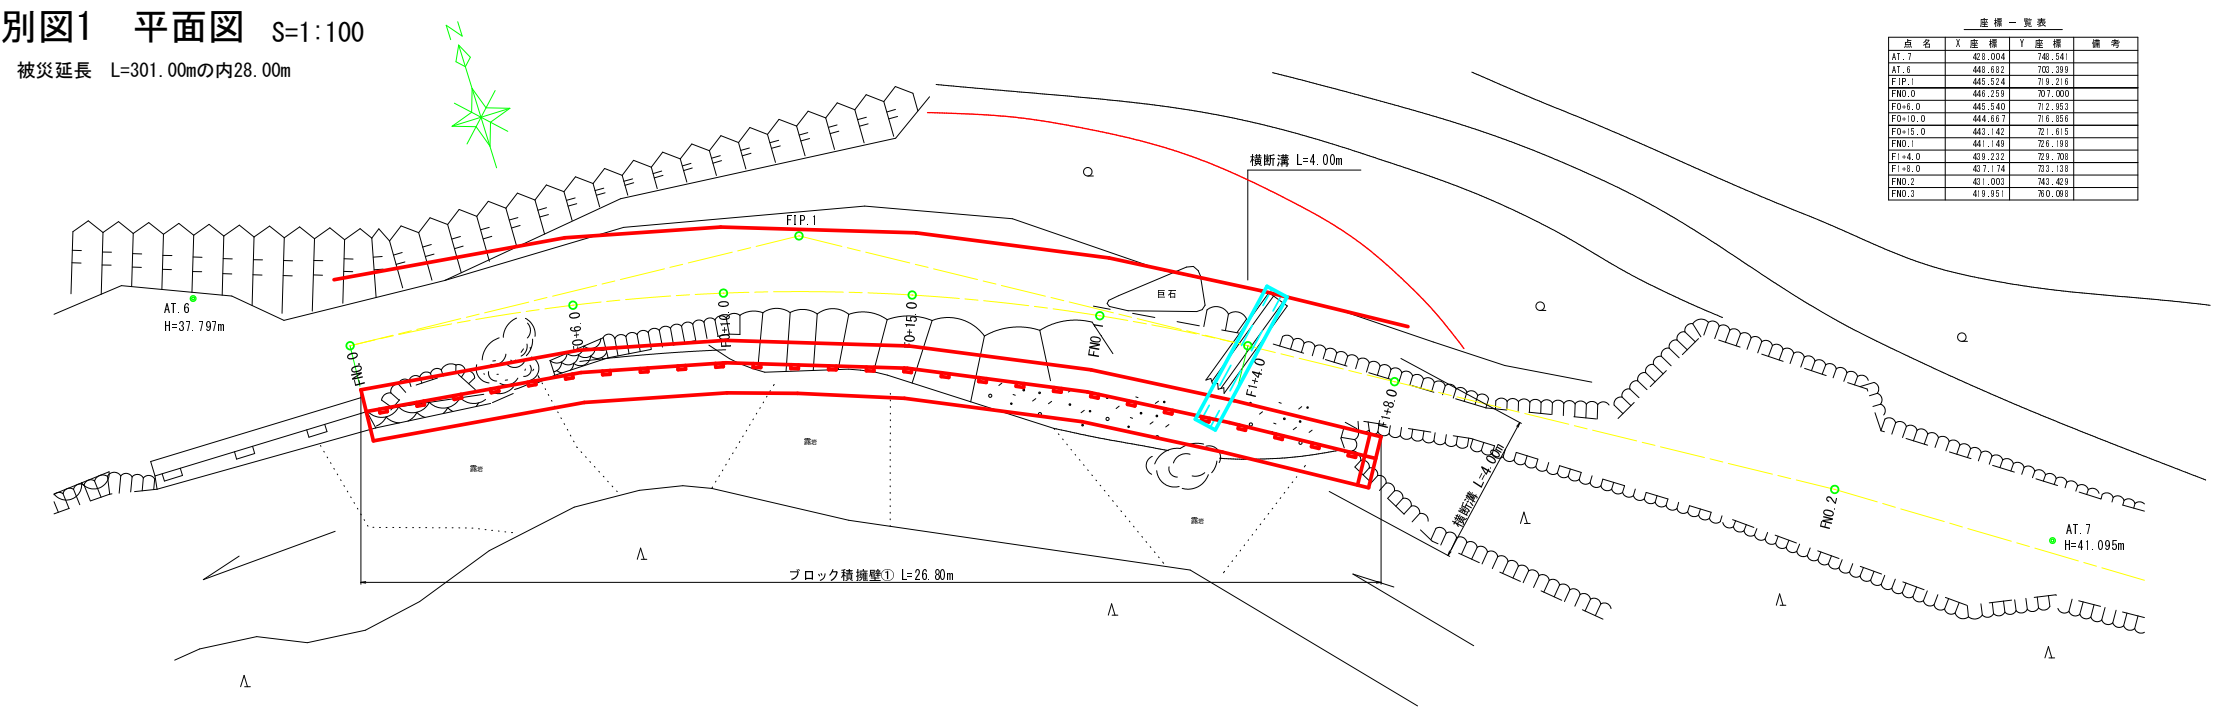 別図1　平面図　S=1:100
被災延長　L=301.00mの内28.00m
N
座標一覧表
点名　X座標　Y座標　備考
AT.7　428.004　748.541
AT.6　448.682　703.399
FIP.1　445.524　719.216
FNO.0　446.259　707.000
F0+6.0　445.540　712.953
F0+10.0　444.667　716.856
F0+15.0　443.142　721.615
FNO.1　441.149　726.198
F1+4.0　439.232　729.708
F1+8.0　437.174　733.138
FNO.2　431.003　743.429
FNO.3　419.951　760.098
横断溝 L=4.00m
FIP.1
巨石
AT.6
H=37.797m
FNO.0
F0+6.0
F0+10.0
F0+15.0
FNO.1
F1+4.0
F1+8.0
露岩
露岩
露岩
横断溝 L=4.00m
FNO.2
AT.7
H=41.095m
ブロック積擁壁① L=26.80m